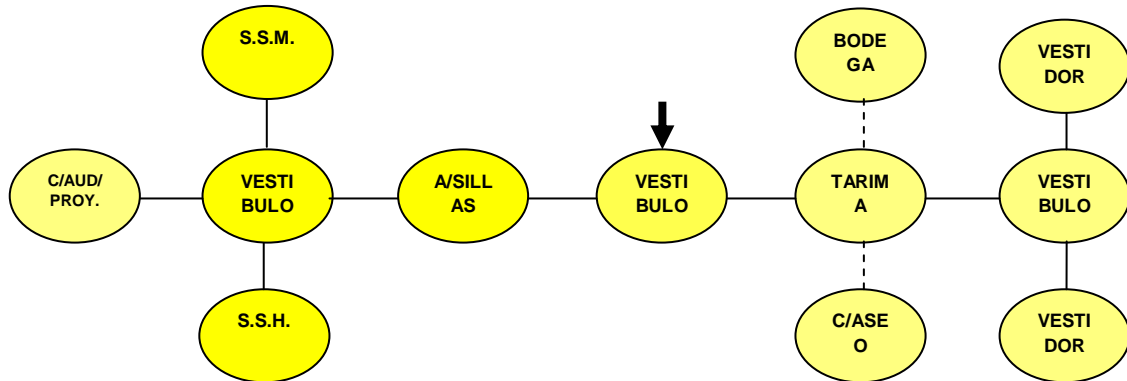 S.S.M.
BODE
GA
VESTI
DOR
C/AUD/
PROY.
VESTI
BULO
A/SILL
AS
VESTI
BULO
TARIM
A
VESTI
BULO
S.S.H.
C/ASE
O
VESTI
DOR